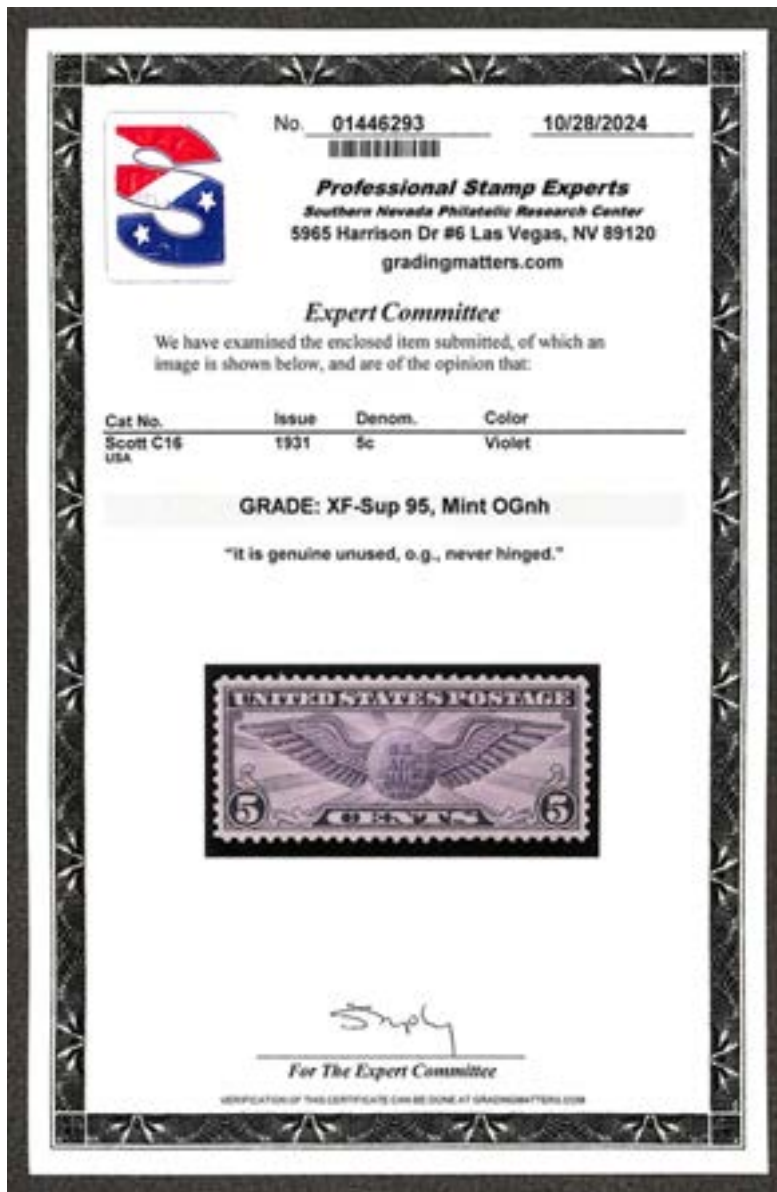 No. 01446293 10/28/2024
Professional Stamp Experts
Southern Nevada Philatelic Research Center
5965 Harrison Dr #6 Las Vegas, NV 89120
gradingmatters.com
Expert Committee
We have examined the enclosed item submitted, of which an
image is shown below, and are of the opinion that:
Cat No. Issue Denom. Color
Scott C16 1931 5c Violet
USA
GRADE: XF-Sup 95, Mint OGnh
"it is genuine unused, o.g., never hinged."
UNITED STATES POSTAGE
U.S.
AIR
MAIL
5 CENTS 5
For The Expert Committee
VERIFICATION OF THIS CERTIFICATE CAN BE DONE AT GRADINGMATTERS.COM